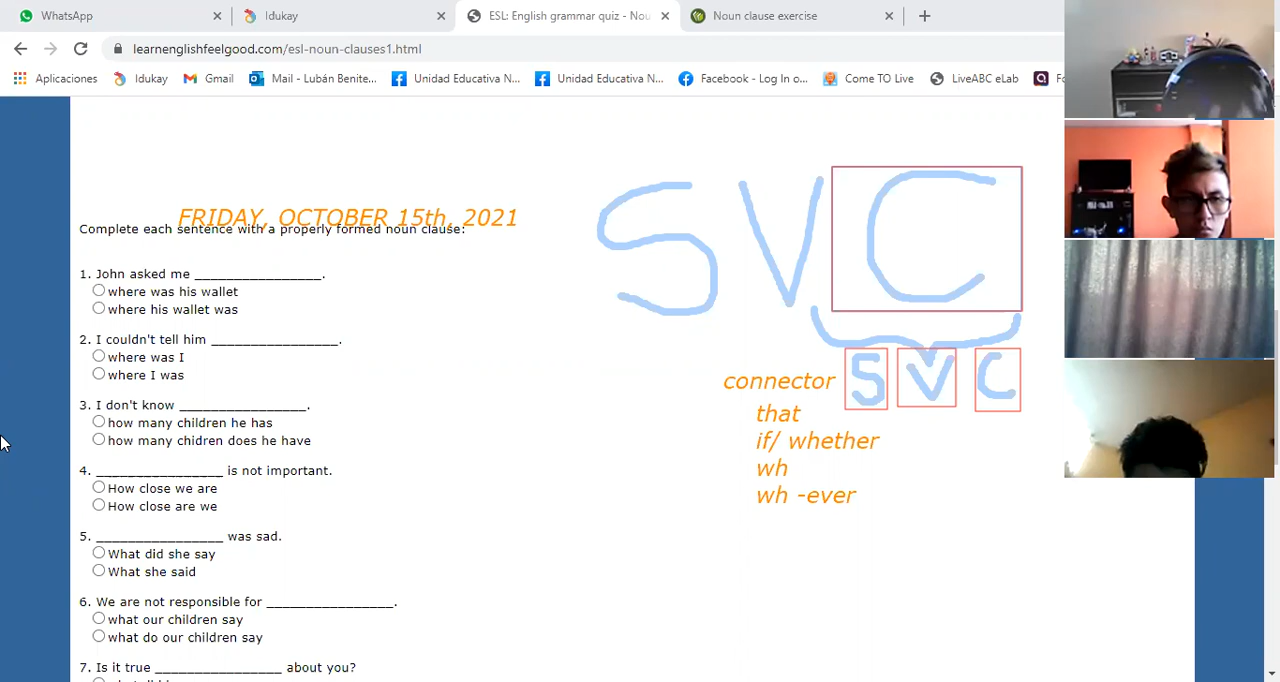 WhatsApp
Idukay
ESL: English grammar quiz - Nou
Noun clause exercise
learnenglishfeelgood.com/esl-noun-clauses1.html
Aplicaciones
Idukay
Gmail
Mail - Lubán Benite...
Unidad Educativa N...
Unidad Educativa N...
Facebook - Log In o...
Come TO Live
LiveABC eLab
FRIDAY, OCTOBER 15th, 2021
Complete each sentence with a properly formed noun clause:
S V C
1. John asked me ________________.
where was his wallet
where his wallet was
2. I couldn't tell him ________________.
where was I
where I was
3. I don't know ________________.
how many children he has
how many chidren does he have
4. ________________ is not important.
How close we are
How close are we
5. ________________ was sad.
What did she say
What she said
6. We are not responsible for ________________.
what our children say
what do our children say
7. Is it true ________________ about you?
connector S V C
that
if/ whether
wh
wh -ever